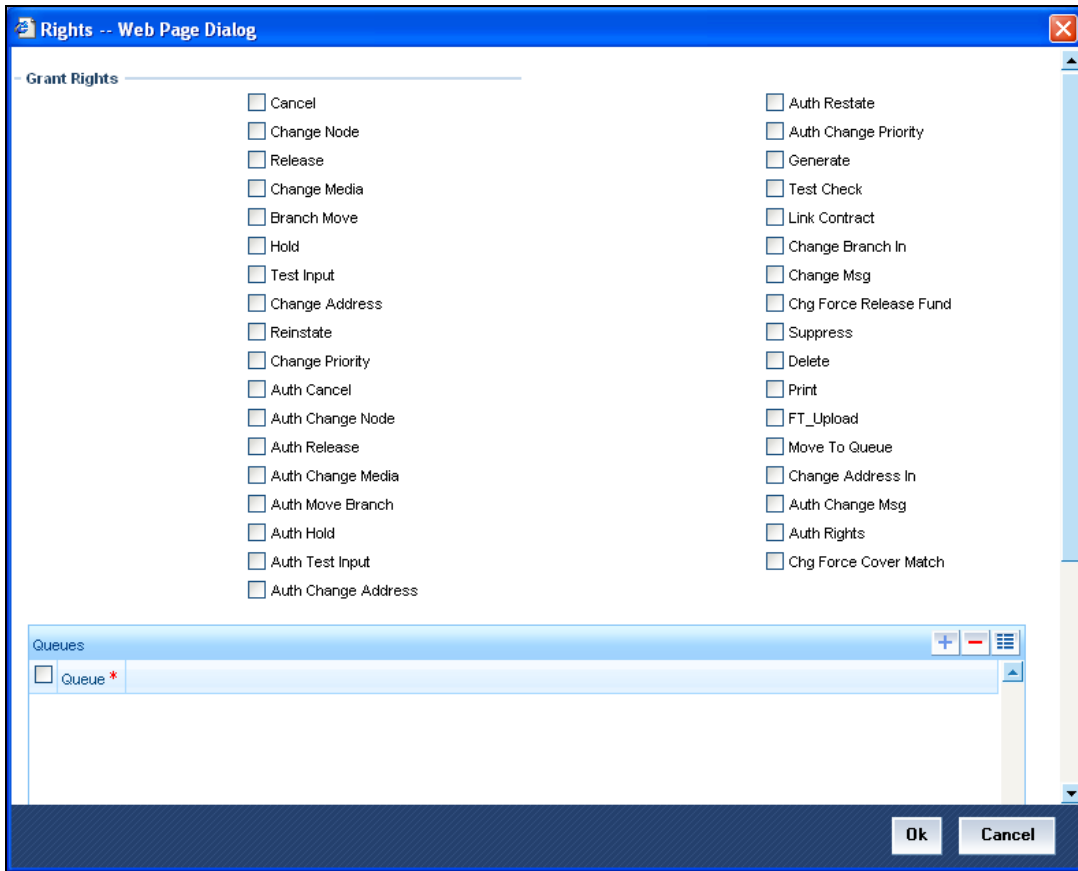 Rights -- Web Page Dialog
Grant Rights
Cancel
Change Node
Release
Change Media
Branch Move
Hold
Test Input
Change Address
Reinstate
Change Priority
Auth Cancel
Auth Change Node
Auth Release
Auth Change Media
Auth Move Branch
Auth Hold
Auth Test Input
Auth Change Address
Auth Restate
Auth Change Priority
Generate
Test Check
Link Contract
Change Branch In
Change Msg
Chg Force Release Fund
Suppress
Delete
Print
FT_Upload
Move To Queue
Change Address In
Auth Change Msg
Auth Rights
Chg Force Cover Match
Queues
Queue *
Ok
Cancel